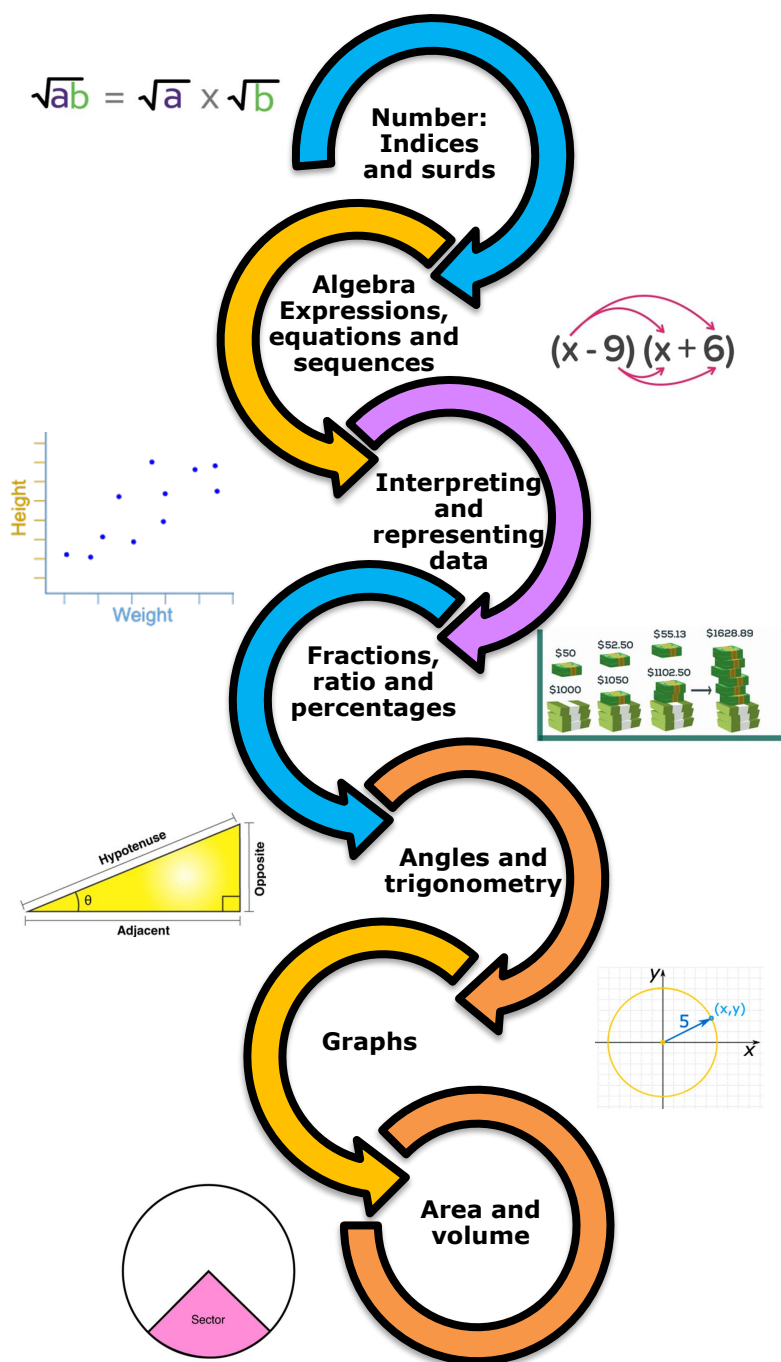 √ab = √a x √b
Number:
Indices
and surds
Algebra
Expressions,
equations and
sequences
(x - 9)(x + 6)
Height
Weight
Interpreting
and
representing
data
Fractions,
ratio and
percentages
$50 $52.50 $55.13 $1628.89
$1000 $1050 $1102.50
Hypotenuse
Opposite
θ
Adjacent
Angles and
trigonometry
y
(x,y)
5
x
Graphs
Area and
volume
Sector